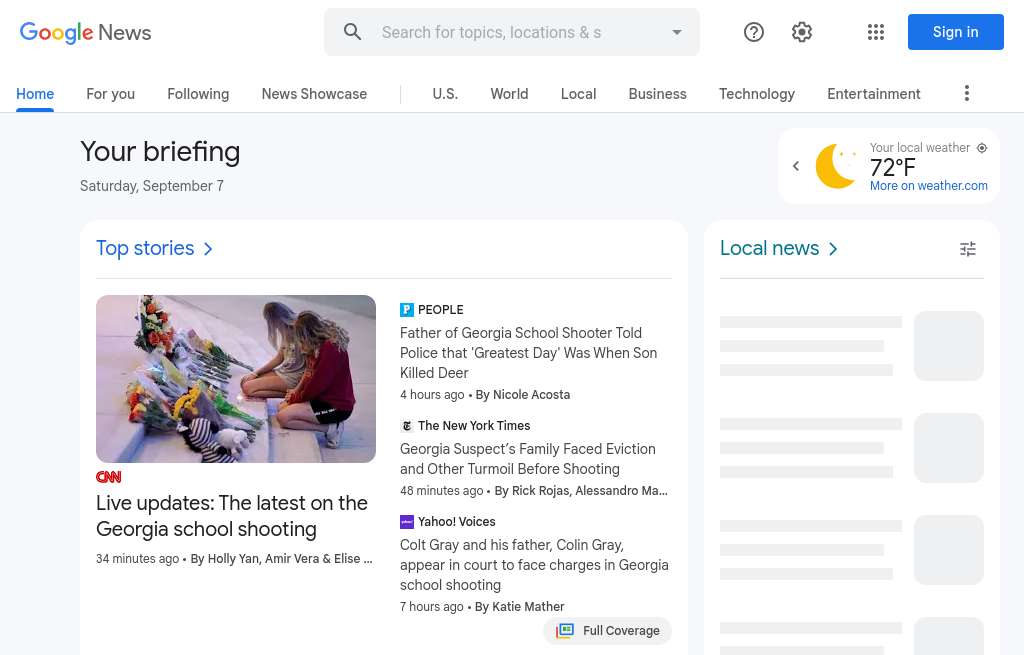 Google News
Search for topics, locations & s
Sign in
Home
For you
Following
News Showcase
U.S.
World
Local
Business
Technology
Entertainment
Your briefing
Saturday, September 7
Your local weather
72°F
More on weather.com
Top stories
CNN
Live updates: The latest on the
Georgia school shooting
34 minutes ago • By Holly Yan, Amir Vera & Elise ...
PEOPLE
Father of Georgia School Shooter Told
Police that 'Greatest Day' Was When Son
Killed Deer
4 hours ago • By Nicole Acosta
The New York Times
Georgia Suspect’s Family Faced Eviction
and Other Turmoil Before Shooting
48 minutes ago • By Rick Rojas, Alessandro Ma...
Yahoo! Voices
Colt Gray and his father, Colin Gray,
appear in court to face charges in Georgia
school shooting
7 hours ago • By Katie Mather
Full Coverage
Local news